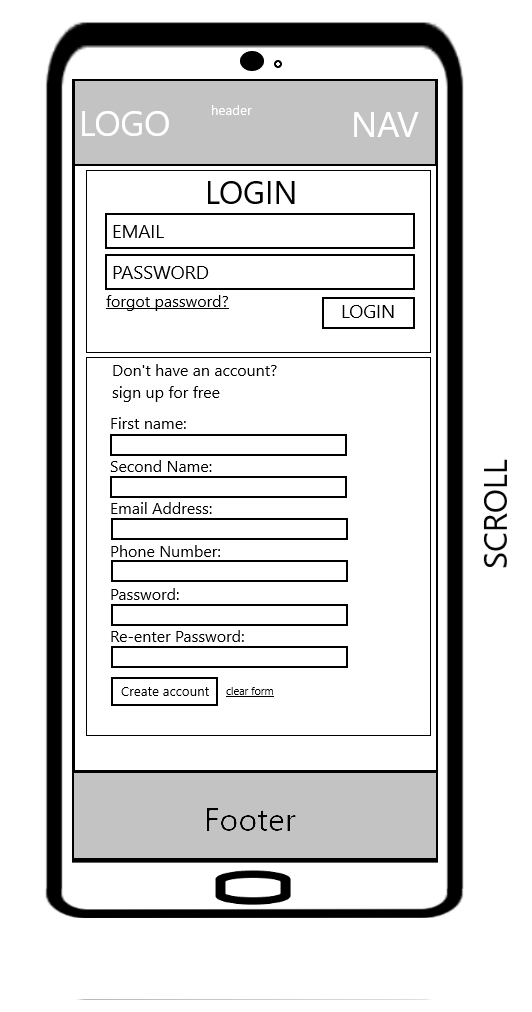 LOGO
header
NAV
LOGIN
EMAIL
PASSWORD
forgot password?
LOGIN
Don't have an account?
sign up for free
First name:
Second Name:
Email Address:
Phone Number:
Password:
Re-enter Password:
Create account
clear form
Footer
SCROLL